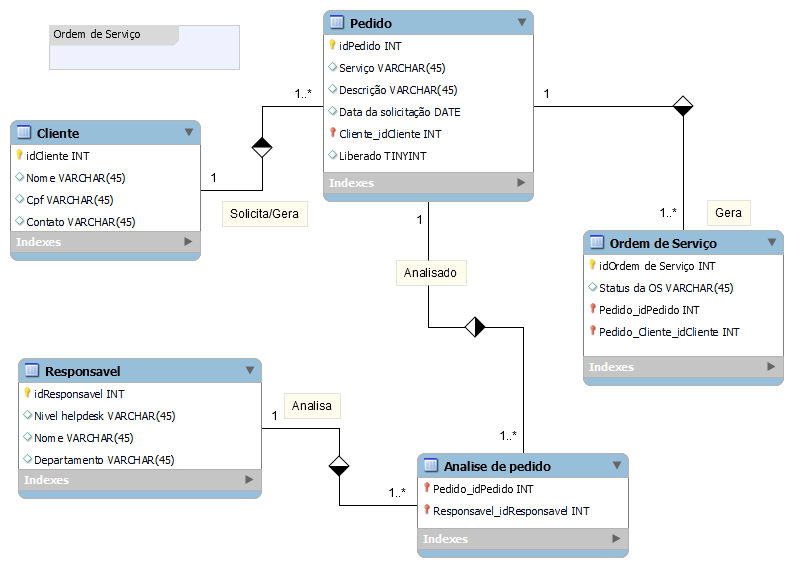 Ordem de Serviço
Pedido
idPedido INT
Serviço VARCHAR(45)
Descrição VARCHAR(45)
Data da solicitação DATE
Cliente_idCliente INT
Liberado TINYINT
Indexes
1..*
1
Cliente
idCliente INT
Nome VARCHAR(45)
Cpf VARCHAR(45)
Contato VARCHAR(45)
Indexes
1
Solicita/Gera
1
1..*
Gera
Ordem de Serviço
idOrdem de Serviço INT
Status da OS VARCHAR(45)
Pedido_idPedido INT
Pedido_Cliente_idCliente INT
Indexes
Analisado
Responsavel
idResponsavel INT
Nivel helpdesk VARCHAR(45)
Nome VARCHAR(45)
Departamento VARCHAR(45)
Indexes
1
Analisa
1..*
1..*
Analise de pedido
Pedido_idPedido INT
Responsavel_idResponsavel INT
Indexes